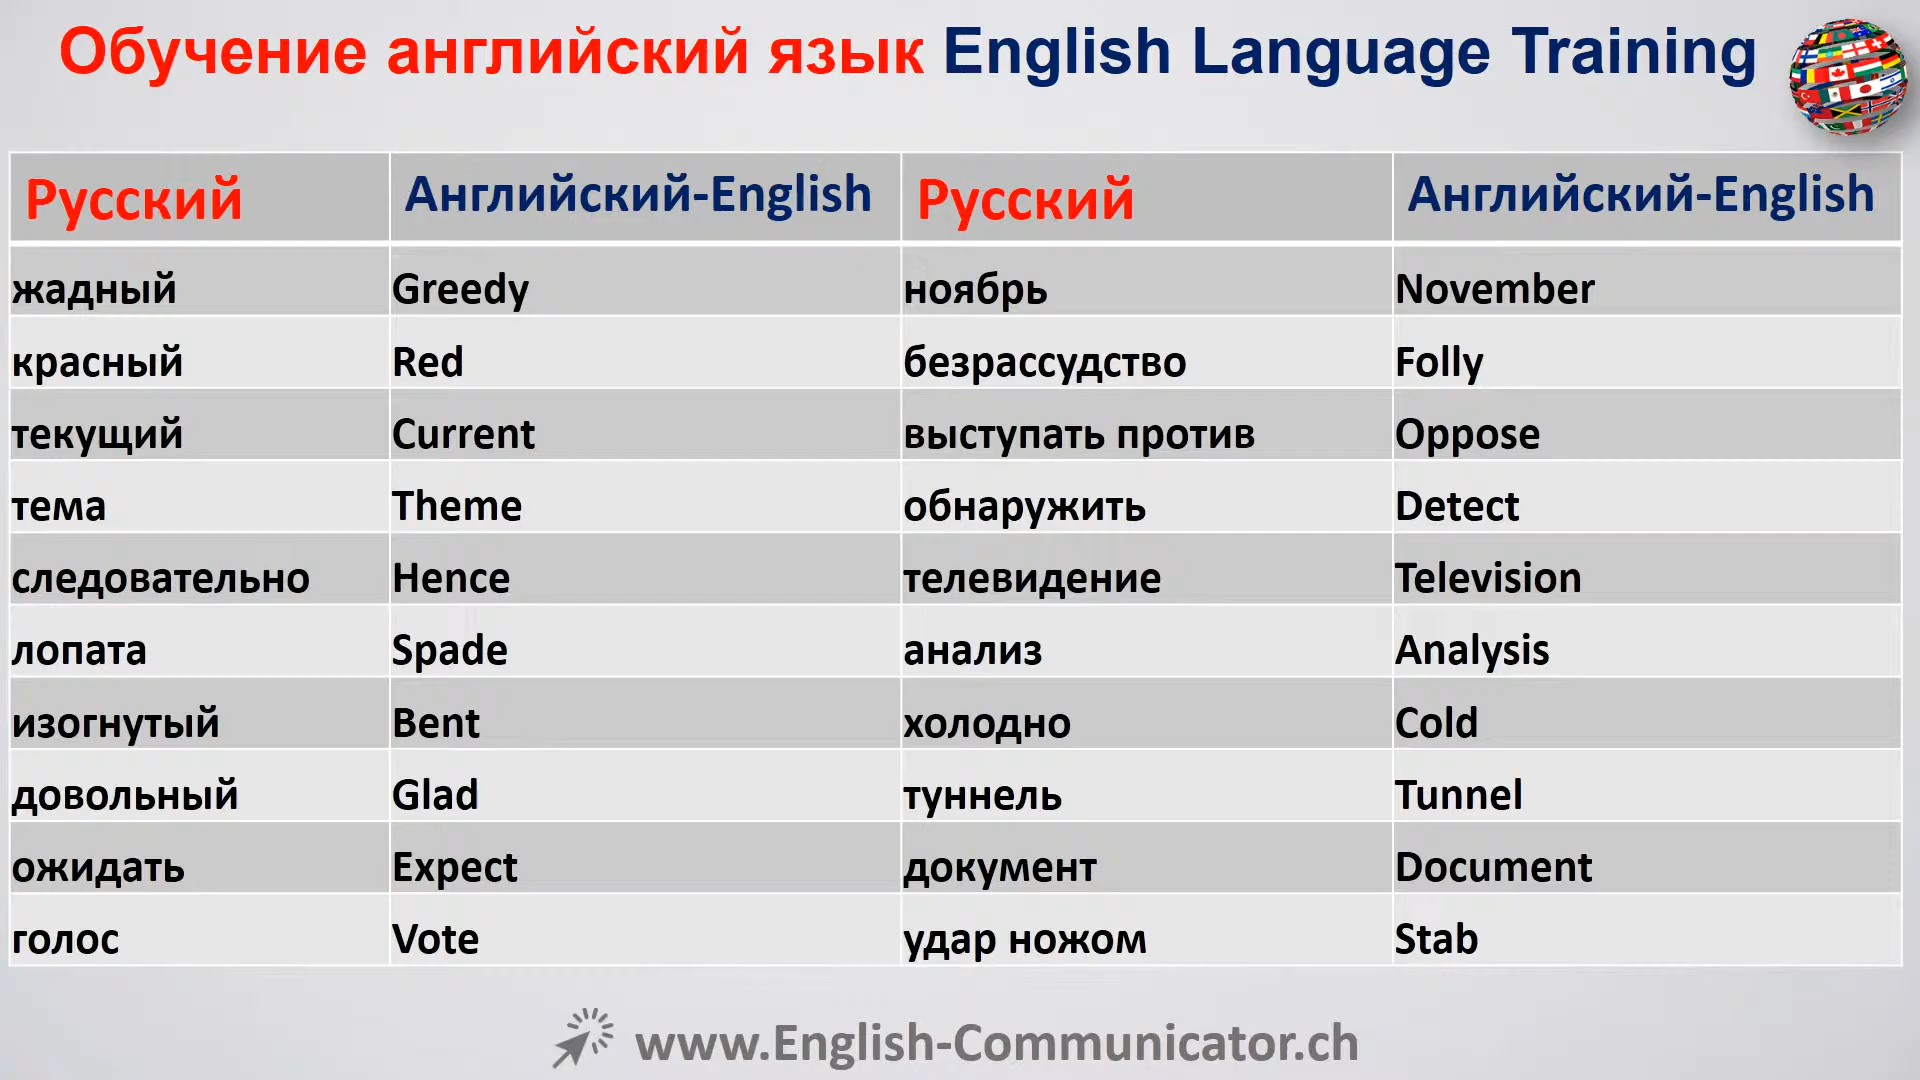 Обучение английский язык English Language Training
Русский Английский-English Русский Английский-English
жадный Greedy ноябрь November
красный Red безрассудство Folly
текущий Current выступать против Oppose
тема Theme обнаружить Detect
следовательно Hence телевидение Television
лопата Spade анализ Analysis
изогнутый Bent холодно Cold
довольный Glad туннель Tunnel
ожидать Expect документ Document
голос Vote удар ножом Stab
www.English-Communicator.ch